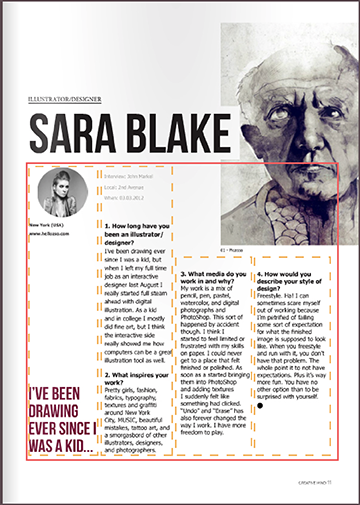 ILLUSTRATOR/DESIGNER
SARA BLAKE
01 - Picasso
Interview:
Local: 2nd Avenue
When: 03.03.2012
New York (USA)
www.hellozso.com
I'VE BEEN
DRAWING
EVER SINCE I
WAS A KID...
1. How long have you
been an illustrator/
designer?
I've been drawing ever
since I was a kid, but
when I left my full time
job as an interactive
designer last August I
really started full steam
ahead with digital
illustration. As a kid
and in college I mostly
did fine art, but I think
the interactive side
really showed me how
computers can be a great
illustration tool as well.
2. What inspires your
work?
Pretty girls, fashion,
fabrics, typography,
textures and graffiti
around New York
City, MUSIC, beautiful
mistakes, tattoo art, and
a smorgasbord of other
illustrators, designers,
and photographers.
3. What media do you
work in and why?
My work is a mix of
pencil, pen, pastel,
watercolor, and digital
photographs and
Photoshop. This sort of
happened by accident
though. I think I
started to feel limited or
frustrated with my skills
on paper. I could never
get to a place that felt
finished or polished. As
soon as a started bringing
them into PhotoShop
and adding textures
I suddenly felt like
something had clicked.
"Undo" and "Erase" has
also forever changed the
way I work. I have more
freedom to play.
4. How would you
describe your style of
design?
Freestyle. Ha! I can
sometimes scare myself
out of working because
I'm petrified of failing
some sort of expectation
for what the finished
image is supposed to look
like. When you freestyle
and run with it, you don't
have that problem. The
whole point it to not have
expectations. Plus it's way
more fun. You have no
other option than to be
surprised with yourself.